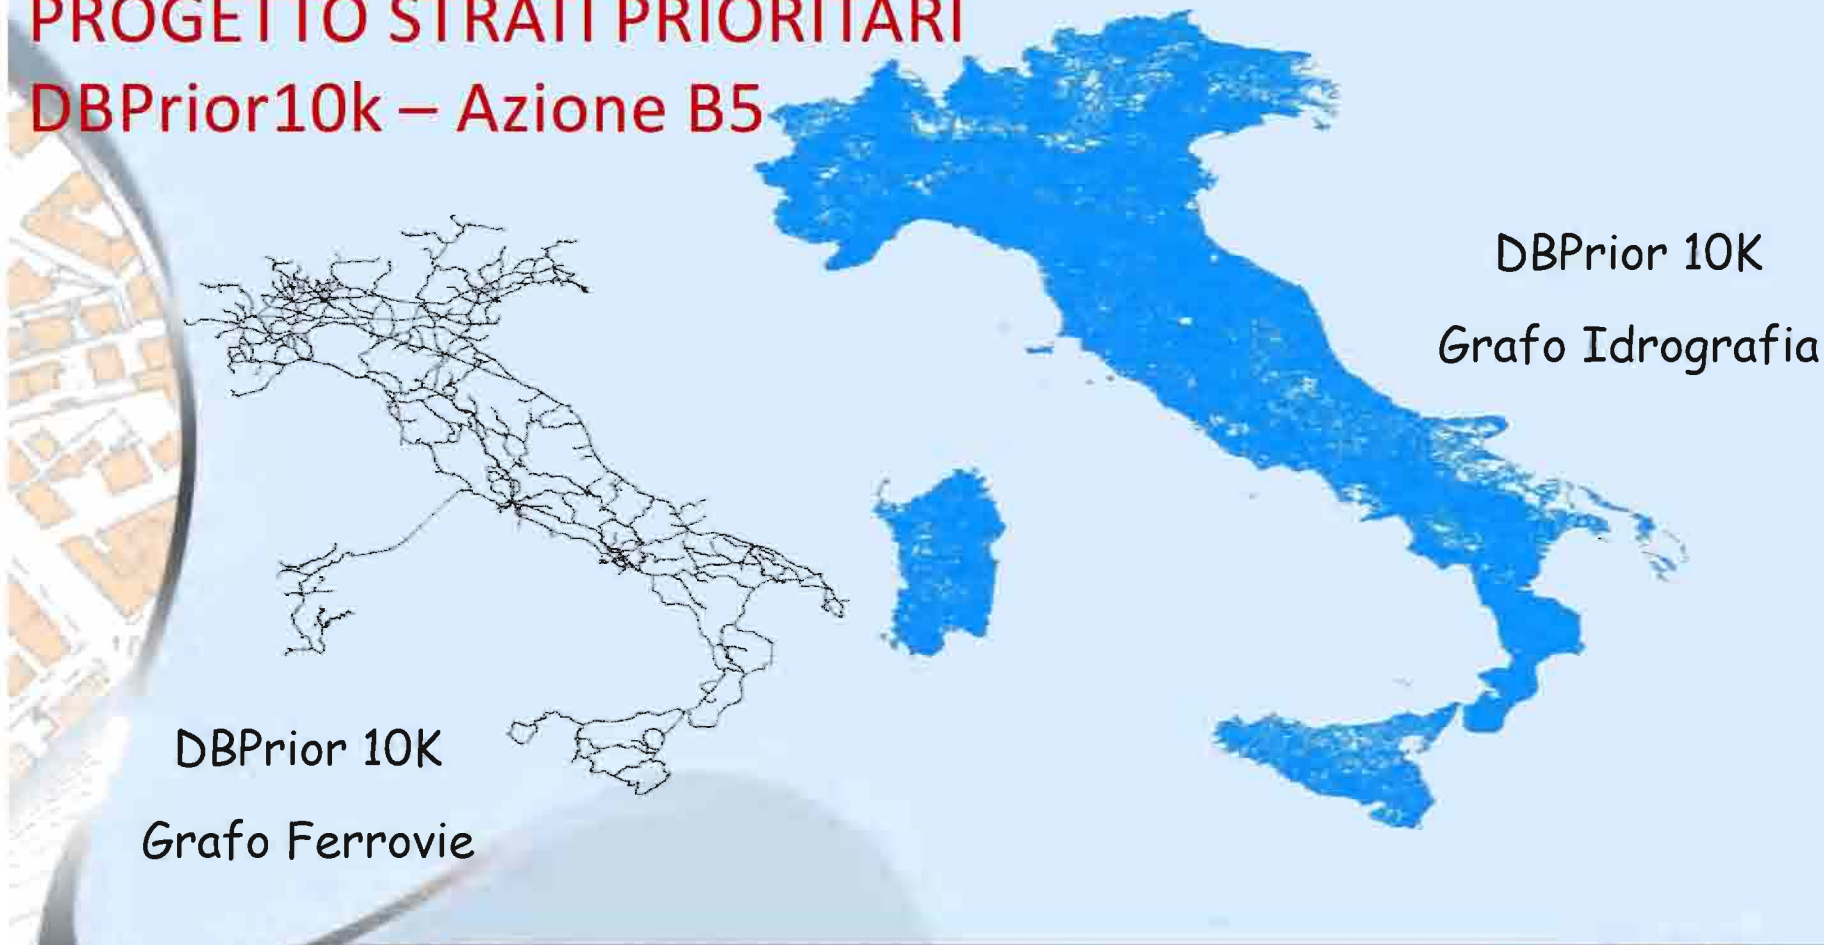 PROGETTO STRATI PRIORITARI
DBPrior10k – Azione B5
DBPrior 10K
Grafo Idrografia
DBPrior 10K
Grafo Ferrovie